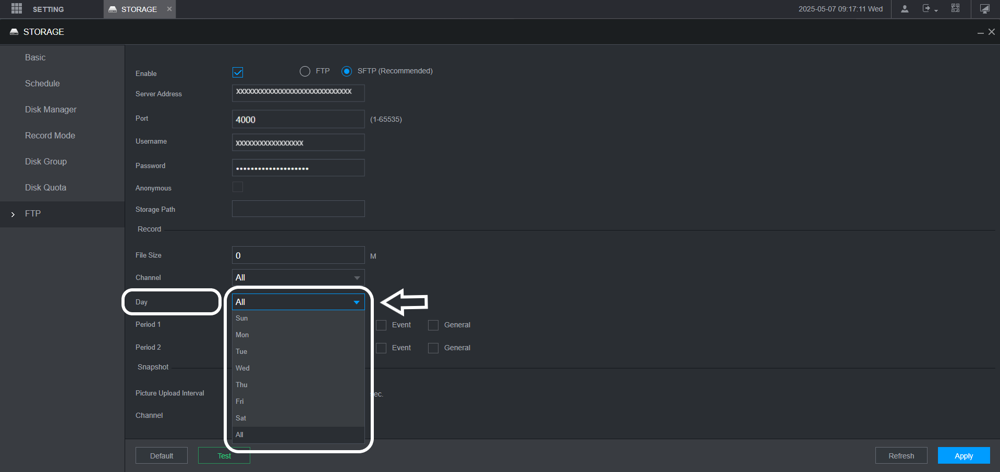 SETTING STORAGE × 2025-05-07 09:17:11 Wed
STORAGE
Basic
Schedule
Disk Manager
Record Mode
Disk Group
Disk Quota
FTP
Enable FTP SFTP (Recommended)
Server Address XXXXXXXXXXXXXXXXXXXXXXXXXXXXX
Port 4000 (1-65535)
Username XXXXXXXXXXXXXXXXX
Password ••••••••••••••••••••
Anonymous
Storage Path
Record
File Size 0 M
Channel All
Day All
Sun
Mon
Tue
Wed
Thu
Fri
Sat
All
Period 1 Event General
Period 2 Event General
Snapshot
Picture Upload Interval ec.
Channel
Default Test Refresh Apply